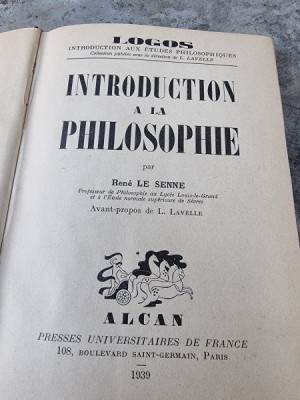 LOGOS
INTRODUCTION AUX ÉTUDES PHILOSOPHIQUES
Collection publiée sous la direction de L. LAVELLE
INTRODUCTION
A LA
PHILOSOPHIE
par
René LE SENNE
Professeur de Philosophie au Lycée Louis-le-Grand
et à l'École normale supérieure de Sèvres
Avant-propos de L. LAVELLE
ALCAN
PRESSES UNIVERSITAIRES DE FRANCE
108, BOULEVARD SAINT-GERMAIN, PARIS
1939